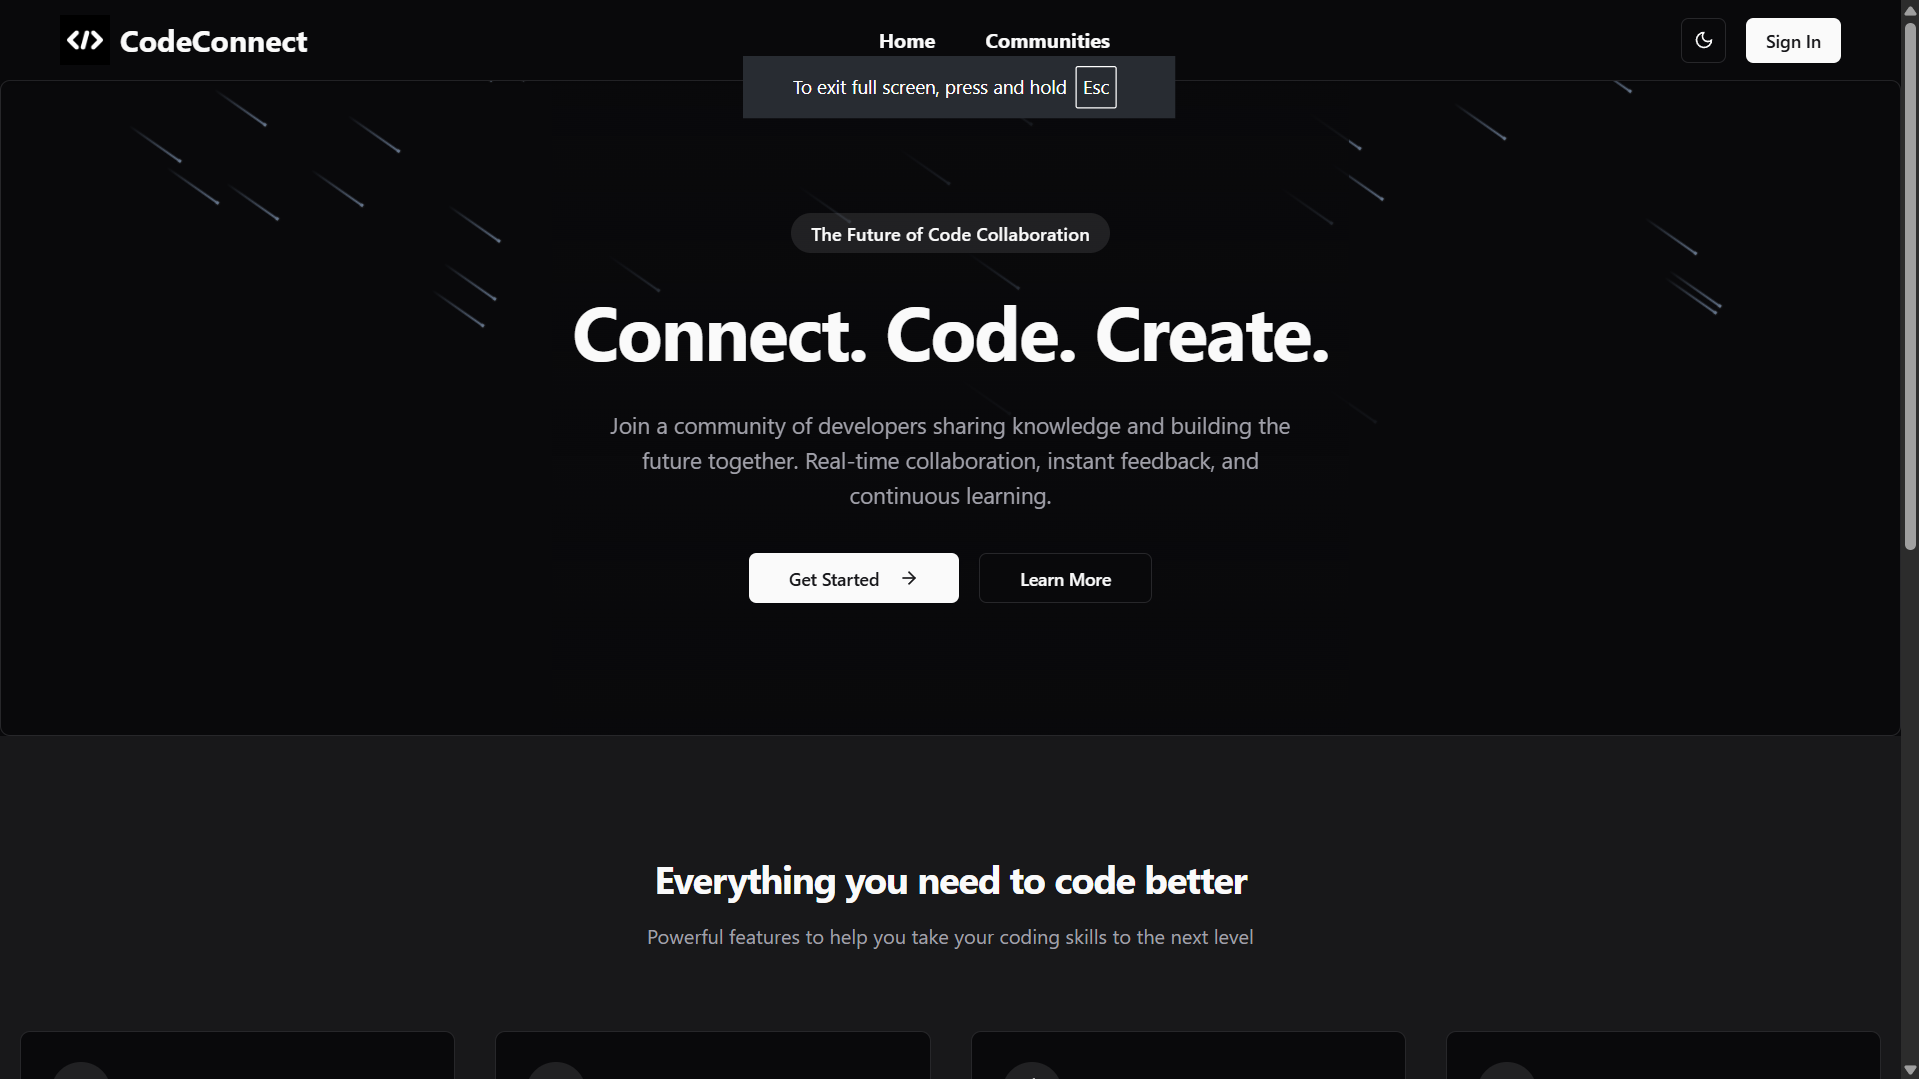 </> CodeConnect
Home Communities
Sign In
To exit full screen, press and hold Esc
The Future of Code Collaboration
Connect. Code. Create.
Join a community of developers sharing knowledge and building the
future together. Real-time collaboration, instant feedback, and
continuous learning.
Get Started →
Learn More
Everything you need to code better
Powerful features to help you take your coding skills to the next level